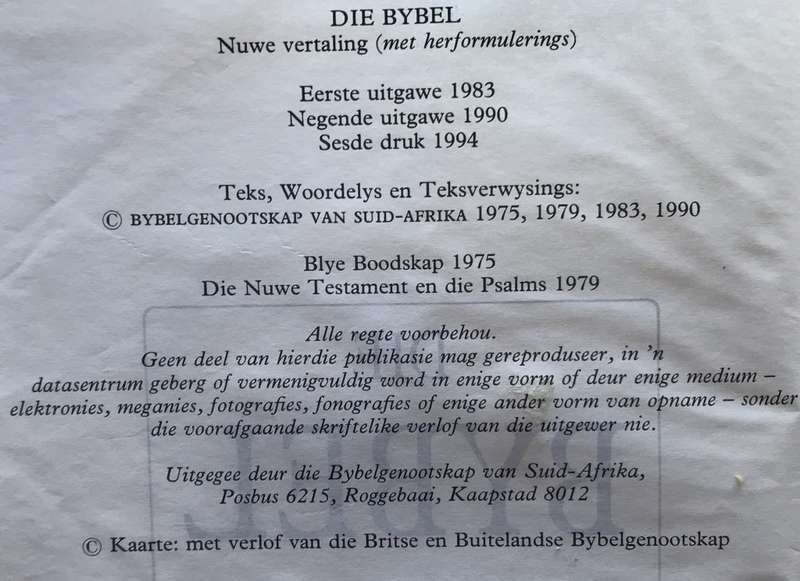 DIE BYBEL
Nuwe vertaling (met herformulerings)
Eerste uitgawe 1983
Negende uitgawe 1990
Sesde druk 1994
Teks, Woordelys en Teksverwysings:
© BYBELGENOOTSKAP VAN SUID-AFRIKA 1975, 1979, 1983, 1990
Blye Boodskap 1975
Die Nuwe Testament en die Psalms 1979
Alle regte voorbehou.
Geen deel van hierdie publikasie mag gereproduseer, in 'n
datasentrum geberg of vermenigvuldig word in enige vorm of deur enige medium –
elektronies, meganies, fotografies, fonografies of enige ander vorm van opname – sonder
die voorafgaande skriftelike verlof van die uitgewer nie.
Uitgegee deur die Bybelgenootskap van Suid-Afrika,
Posbus 6215, Roggebaai, Kaapstad 8012
© Kaarte: met verlof van die Britse en Buitelandse Bybelgenootskap